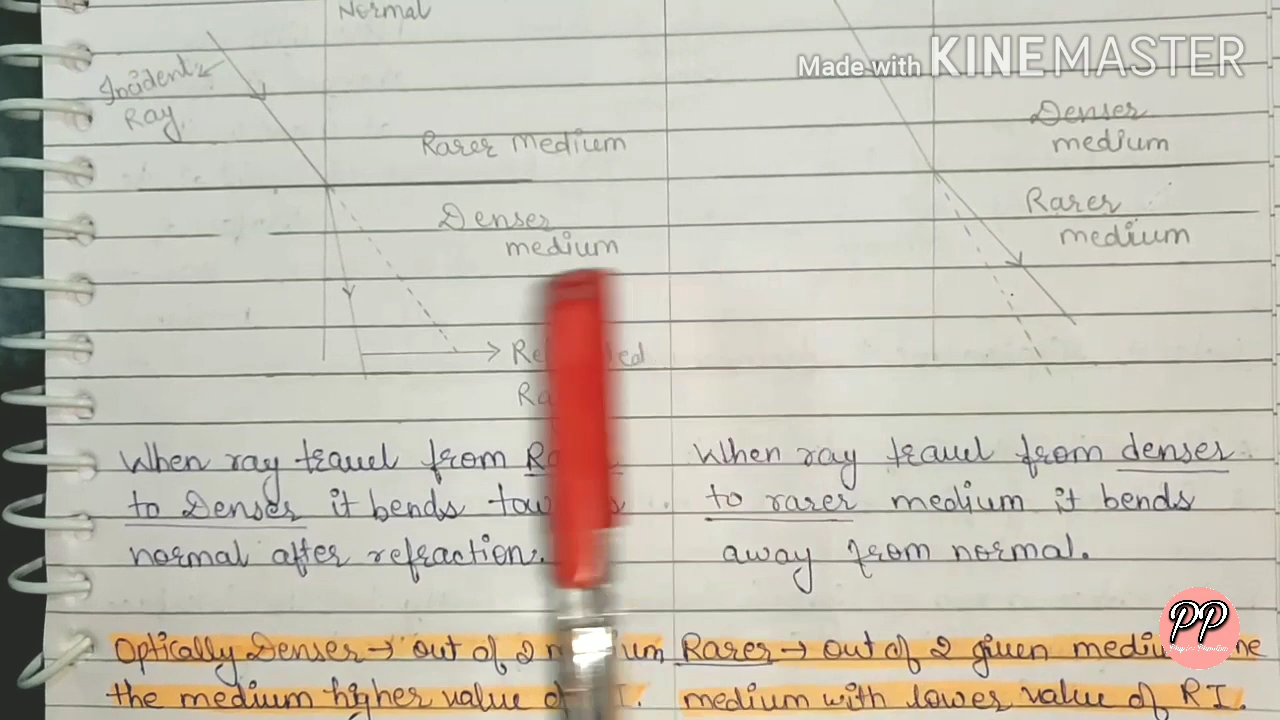 Normal
Made with KINEMASTER
Incident
Ray
Rarer medium
Denser
medium
Denser
medium
Rarer
medium
When ray travel from
to Denser it bends
normal after refraction.
When ray travel from denser
to rarer medium it bends
away from normal.
Optically Denser → out of 2
the medium higher value of
Rarer → out of 2 given
medium with lower value of RI.
PP